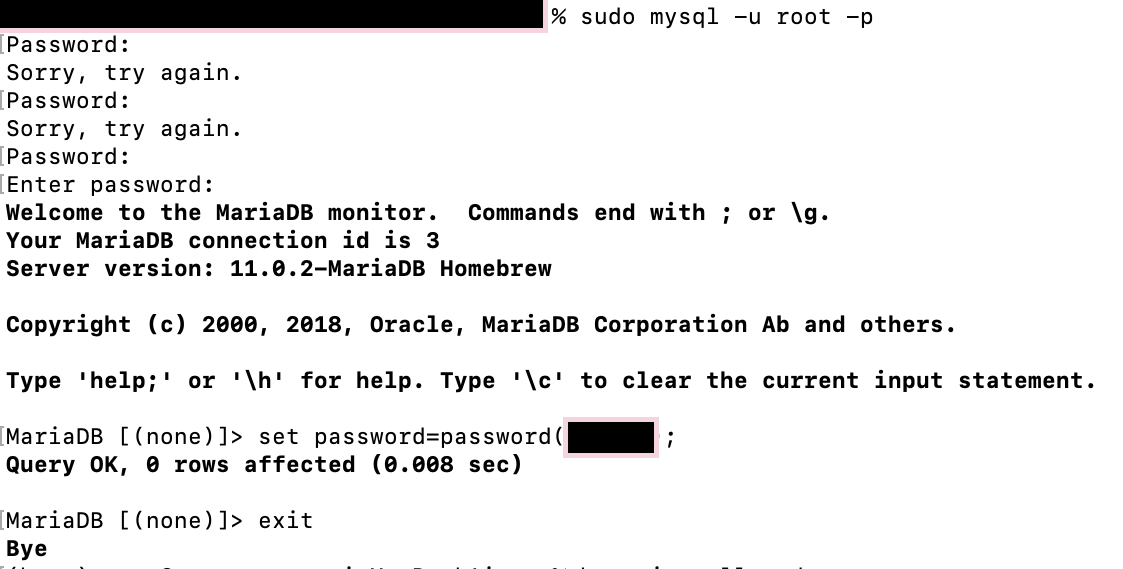 % sudo mysql -u root -p
Password:
Sorry, try again.
Password:
Sorry, try again.
Password:
Enter password:
Welcome to the MariaDB monitor.  Commands end with ; or \g.
Your MariaDB connection id is 3
Server version: 11.0.2-MariaDB Homebrew
Copyright (c) 2000, 2018, Oracle, MariaDB Corporation Ab and others.
Type 'help;' or '\h' for help. Type '\c' to clear the current input statement.
MariaDB [(none)]> set password=password( ;
Query OK, 0 rows affected (0.008 sec)
MariaDB [(none)]> exit
Bye